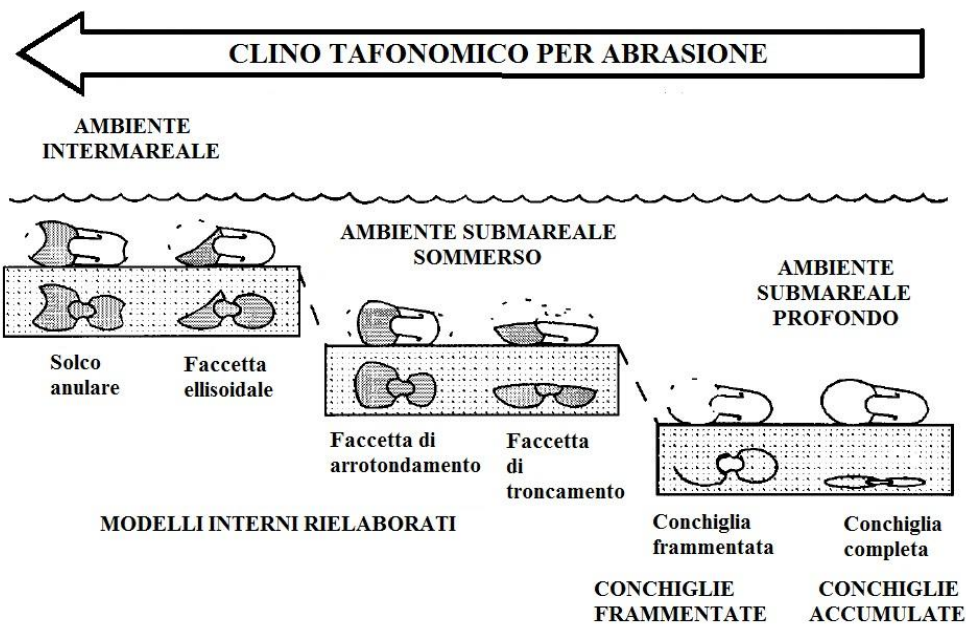 CLINO TAFONOMICO PER ABRASIONE
AMBIENTE
INTERMAREALE
AMBIENTE SUBMAREALE
SOMMERSO
AMBIENTE
SUBMAREALE
PROFONDO
Solco
anulare
Faccetta
ellisoidale
Faccetta di
arrotondamento
Faccetta
di
troncamento
Conchiglia
frammentata
Conchiglia
completa
MODELLI INTERNI RIELABORATI
CONCHIGLIE
FRAMMENTATE
CONCHIGLIE
ACCUMULATE